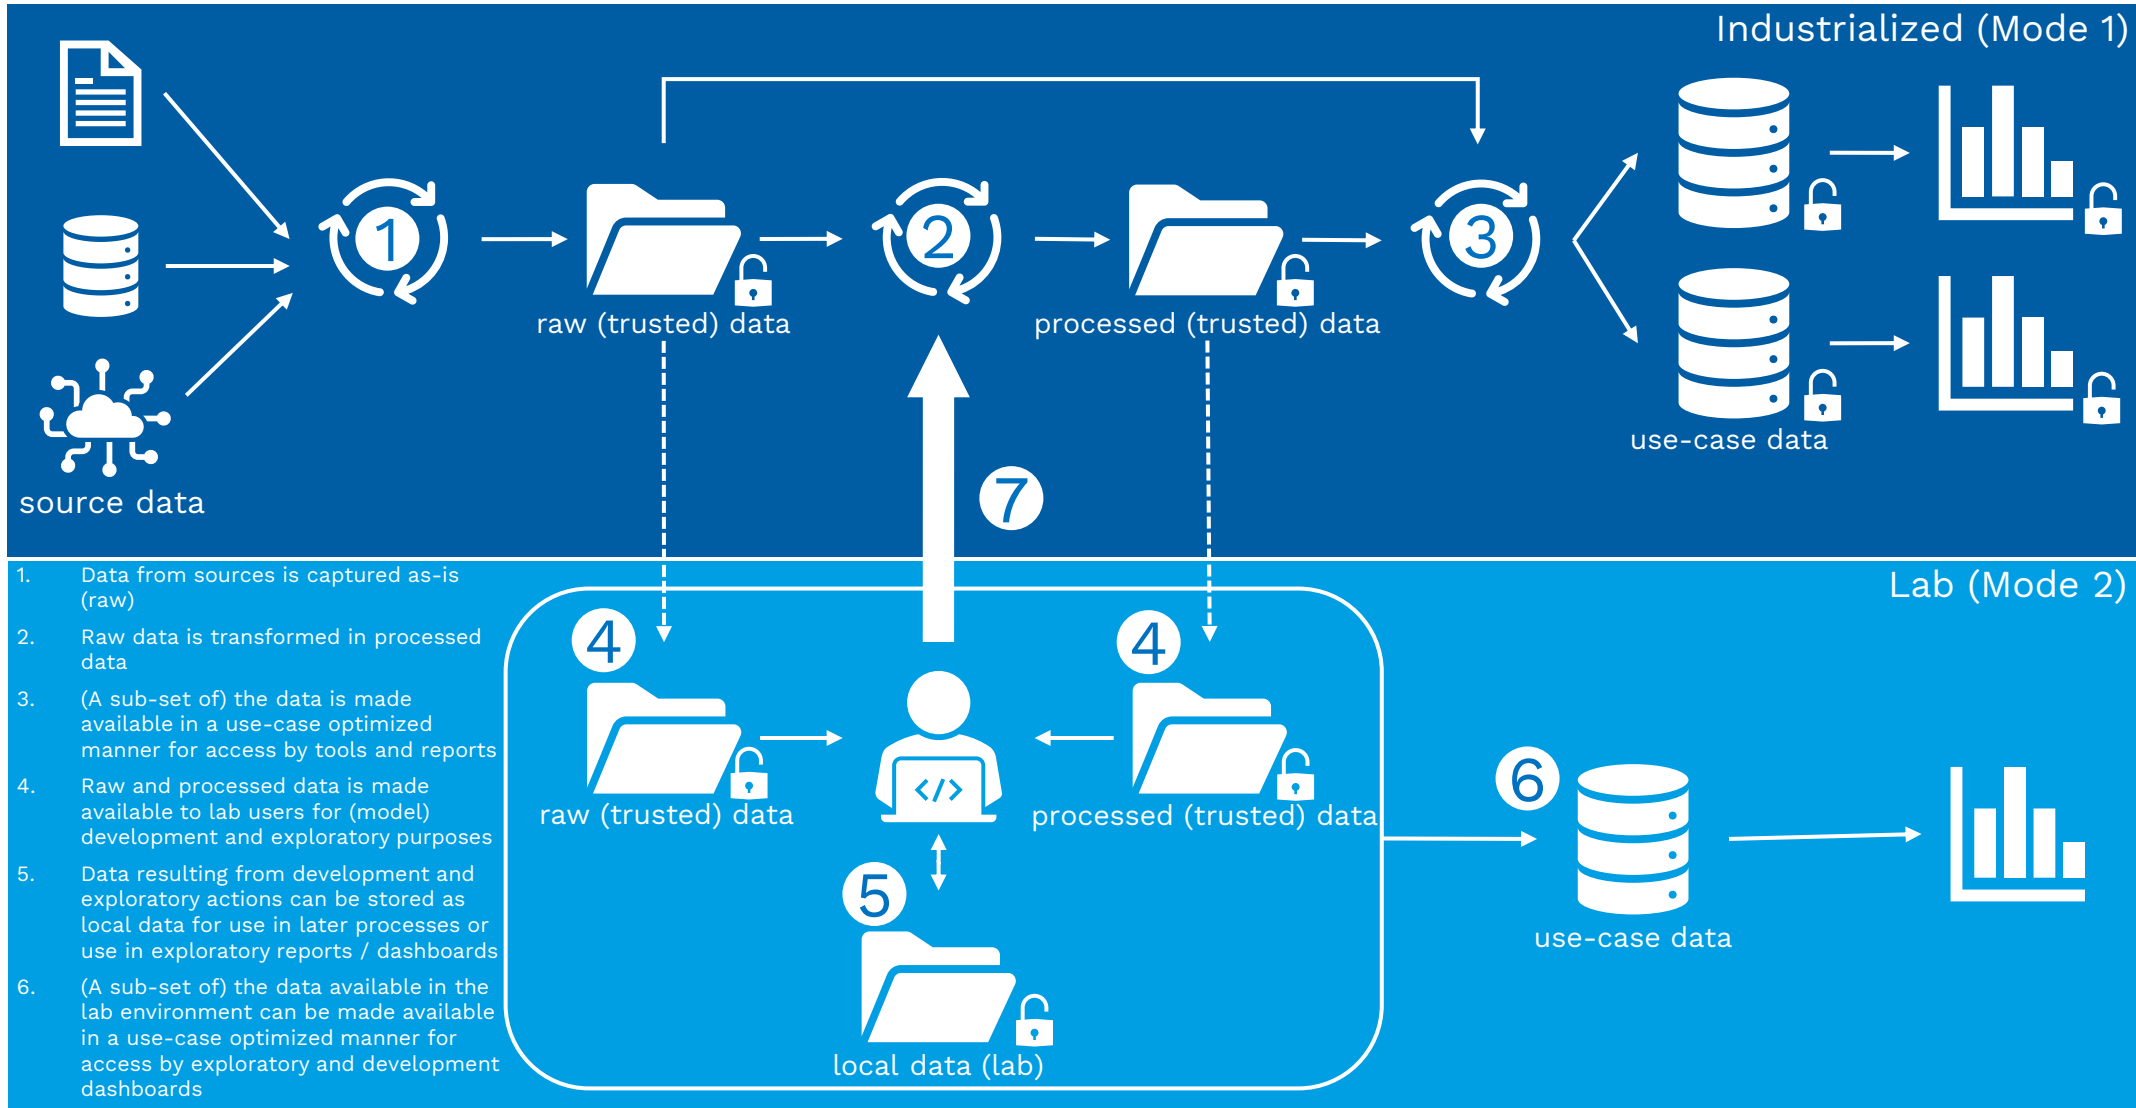 Industrialized (Mode 1)
1
2
3
raw (trusted) data
processed (trusted) data
use-case data
source data
7
Lab (Mode 2)
1. Data from sources is captured as-is
(raw)
2. Raw data is transformed in processed
data
3. (A sub-set of) the data is made
available in a use-case optimized
manner for access by tools and reports
4. Raw and processed data is made
available to lab users for (model)
development and exploratory purposes
5. Data resulting from development and
exploratory actions can be stored as
local data for use in later processes or
use in exploratory reports / dashboards
6. (A sub-set of) the data available in the
lab environment can be made available
in a use-case optimized manner for
access by exploratory and development
dashboards
4
4
</>
raw (trusted) data
processed (trusted) data
5
local data (lab)
6
use-case data